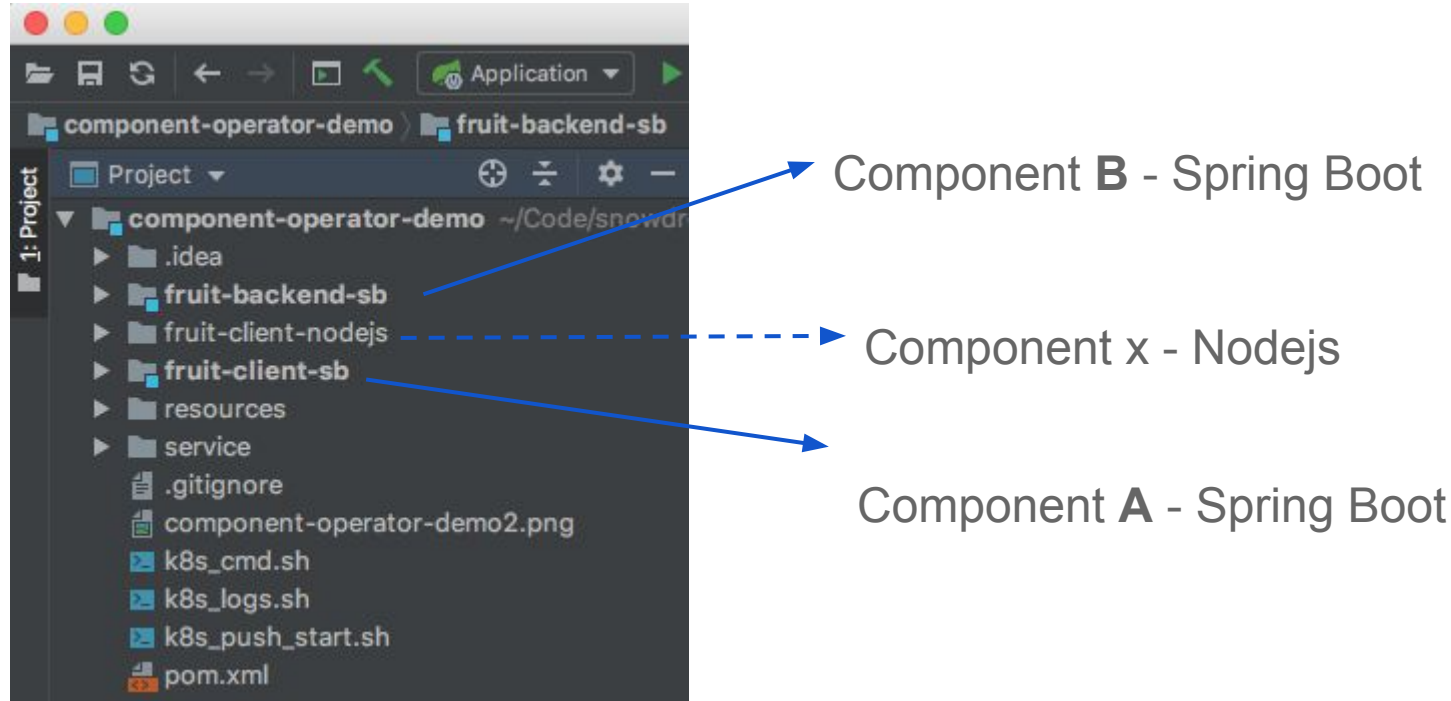 Application
component-operator-demo fruit-backend-sb
1: Project
Project
component-operator-demo ~/Code/snowdr
.idea
fruit-backend-sb
fruit-client-nodejs
fruit-client-sb
resources
service
.gitignore
component-operator-demo2.png
k8s_cmd.sh
k8s_logs.sh
k8s_push_start.sh
pom.xml
Component B - Spring Boot
Component x - Nodejs
Component A - Spring Boot